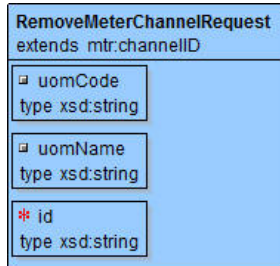 RemoveMeterChannelRequest
extends mtr:channelID
uomCode
type xsd:string
uomName
type xsd:string
* id
type xsd:string